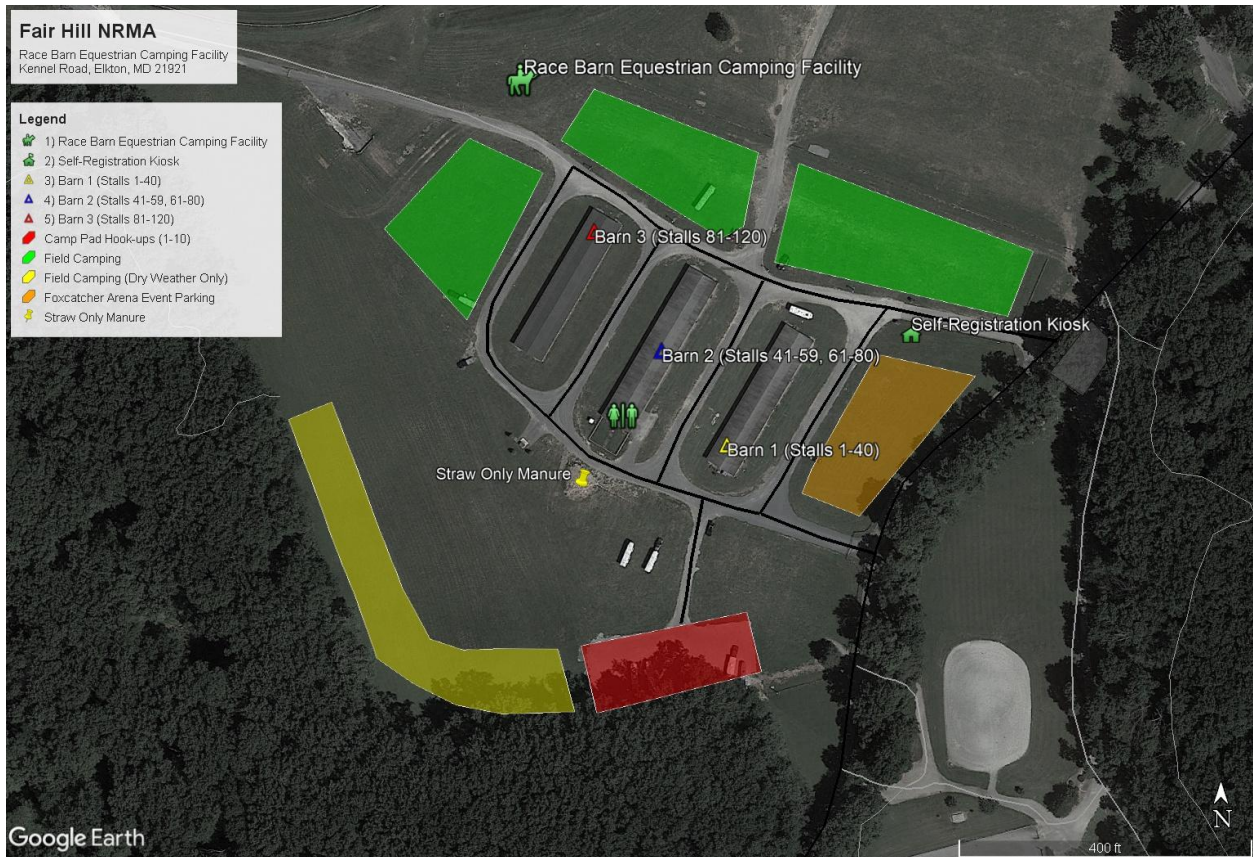 Fair Hill NRMA
Race Barn Equestrian Camping Facility
Kennel Road, Elkton, MD 21921
Legend
1) Race Barn Equestrian Camping Facility
2) Self-Registration Kiosk
3) Barn 1 (Stalls 1-40)
4) Barn 2 (Stalls 41-59, 61-80)
5) Barn 3 (Stalls 81-120)
Camp Pad Hook-ups (1-10)
Field Camping
Field Camping (Dry Weather Only)
Foxcatcher Arena Event Parking
Straw Only Manure
Race Barn Equestrian Camping Facility
Barn 3 (Stalls 81-120)
Self-Registration Kiosk
Barn 2 (Stalls 41-59, 61-80)
Barn 1 (Stalls 1-40)
Straw Only Manure
N
Google Earth
400 ft